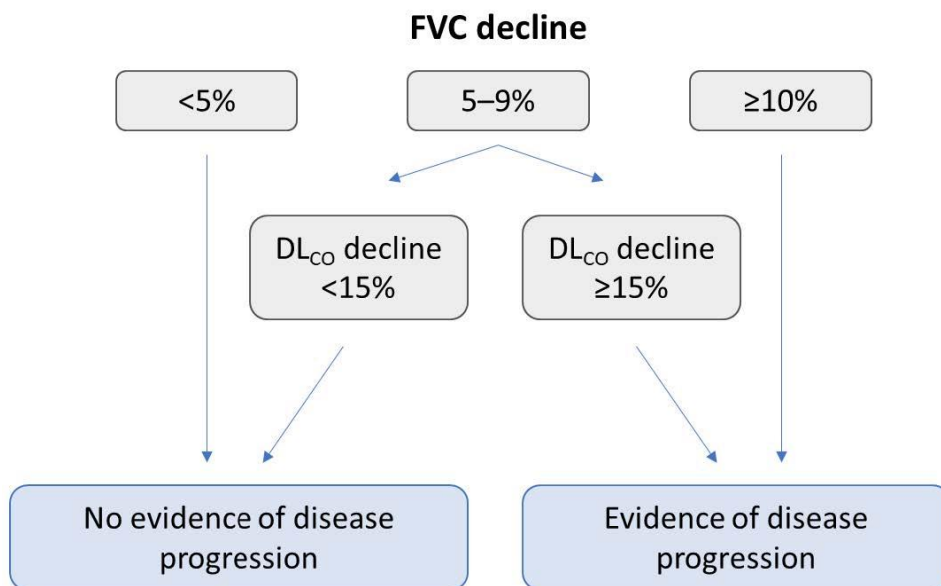 FVC decline
<5%
5–9%
≥10%
DLCO decline
<15%
DLCO decline
≥15%
No evidence of disease
progression
Evidence of disease
progression